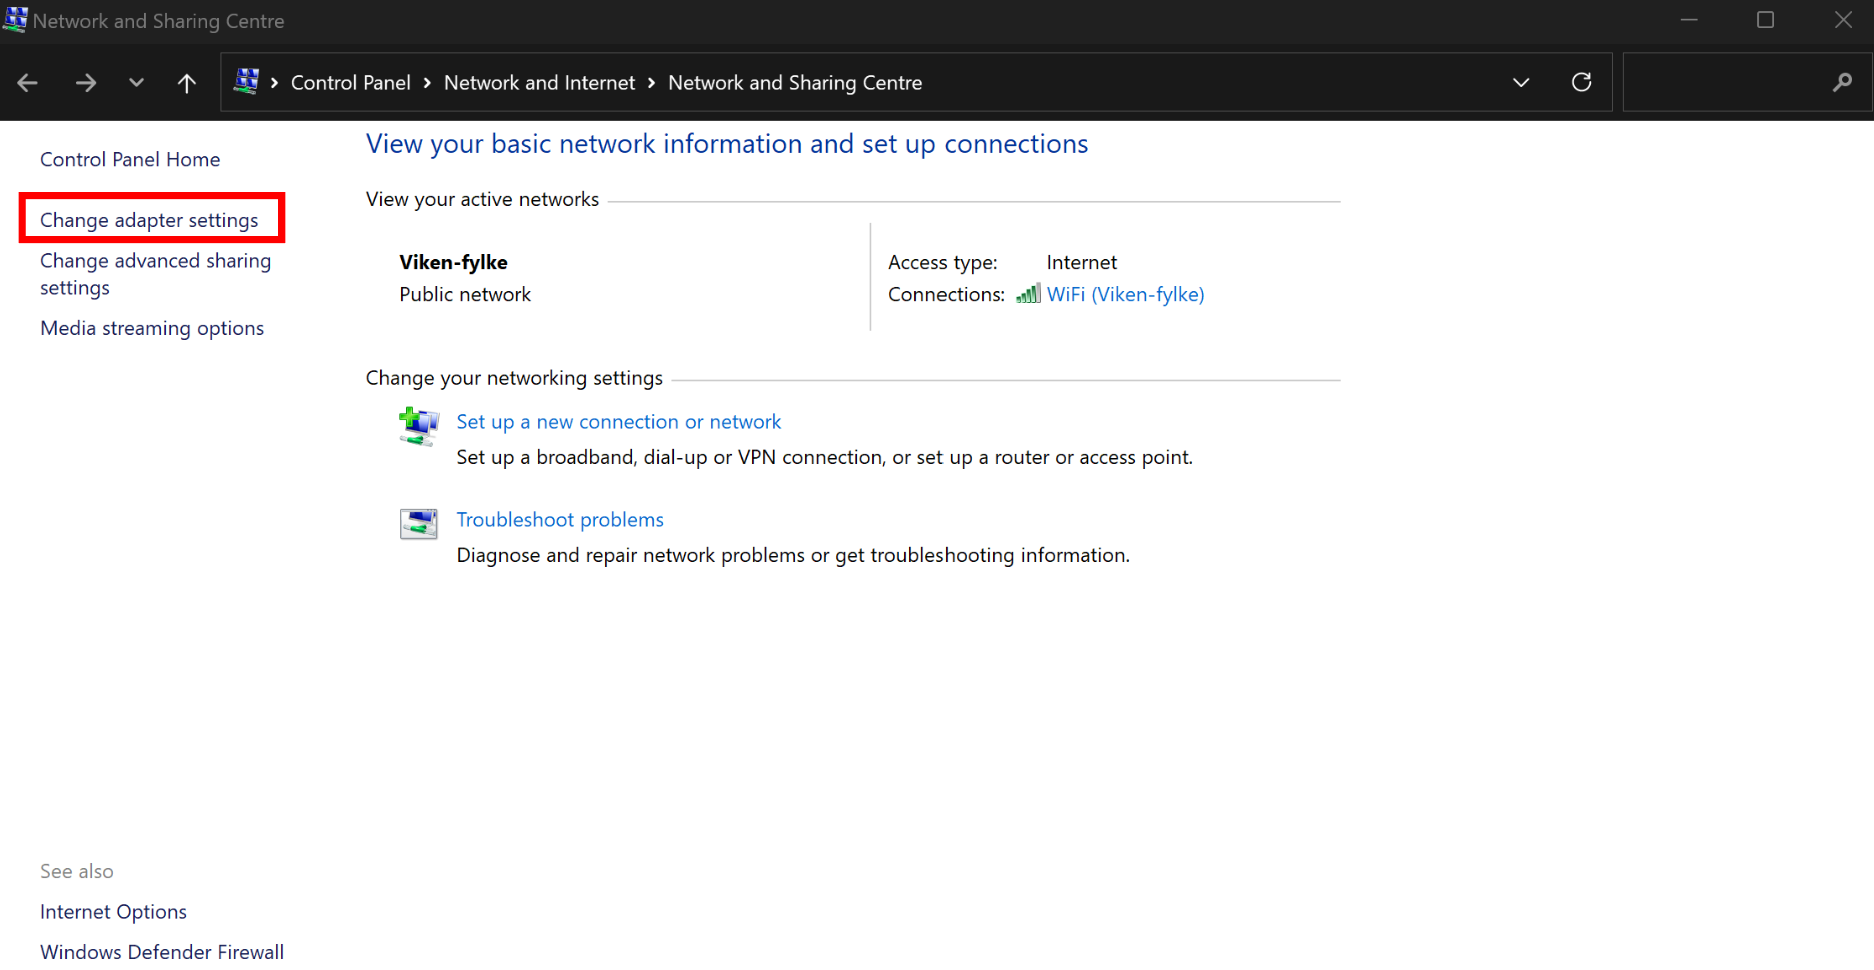 Network and Sharing Centre
Control Panel > Network and Internet > Network and Sharing Centre
Control Panel Home
Change adapter settings
Change advanced sharing
settings
Media streaming options
View your basic network information and set up connections
View your active networks
Viken-fylke
Public network
Access type: Internet
Connections: WiFi (Viken-fylke)
Change your networking settings
Set up a new connection or network
Set up a broadband, dial-up or VPN connection, or set up a router or access point.
Troubleshoot problems
Diagnose and repair network problems or get troubleshooting information.
See also
Internet Options
Windows Defender Firewall